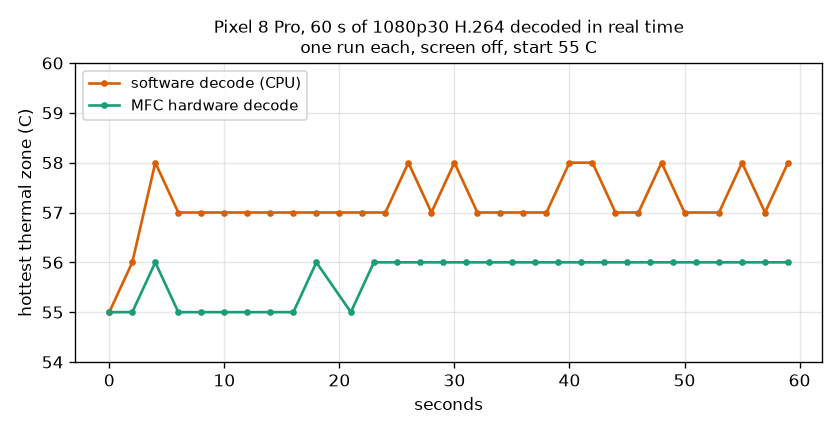 Pixel 8 Pro, 60 s of 1080p30 H.264 decoded in real time
one run each, screen off, start 55 C
software decode (CPU)
MFC hardware decode
hottest thermal zone (C)
60
59
58
57
56
55
54
0 10 20 30 40 50 60
seconds